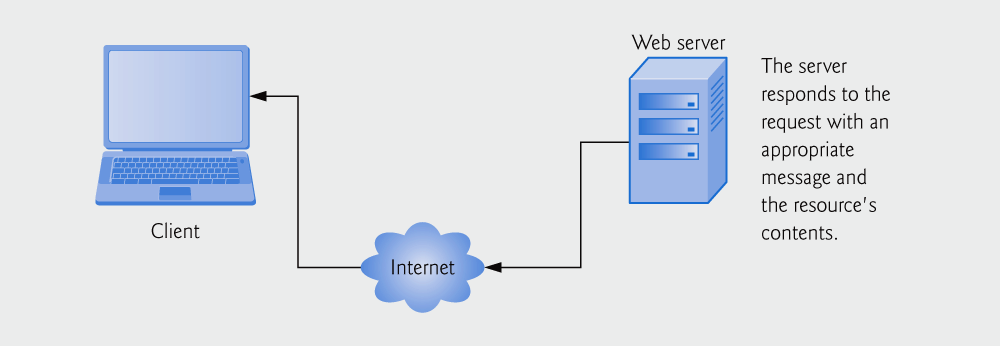 Web server
The server
responds to the
request with an
appropriate
message and
the resource's
contents.
Client
Internet